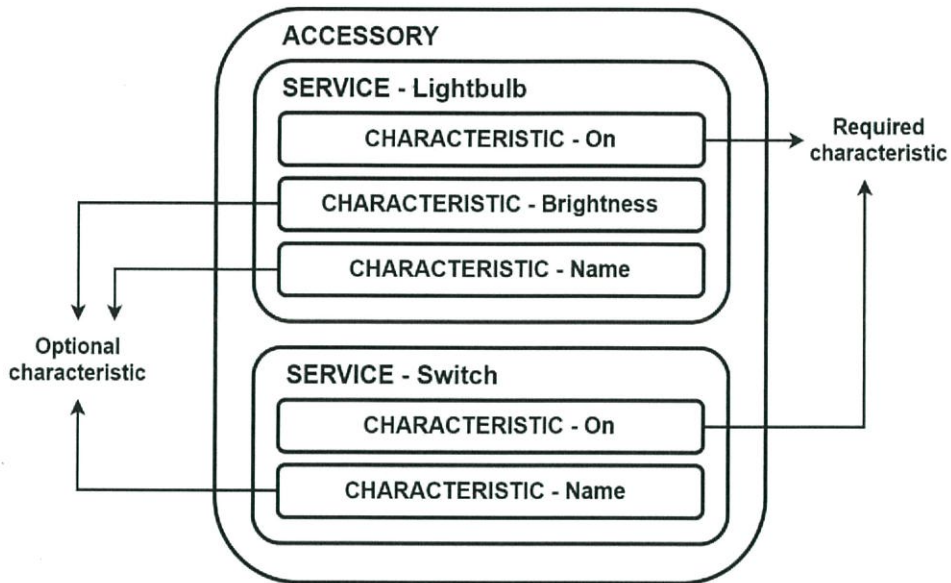 ACCESSORY
SERVICE - Lightbulb
CHARACTERISTIC - On
CHARACTERISTIC - Brightness
CHARACTERISTIC - Name
Required
characteristic
Optional
characteristic
SERVICE - Switch
CHARACTERISTIC - On
CHARACTERISTIC - Name